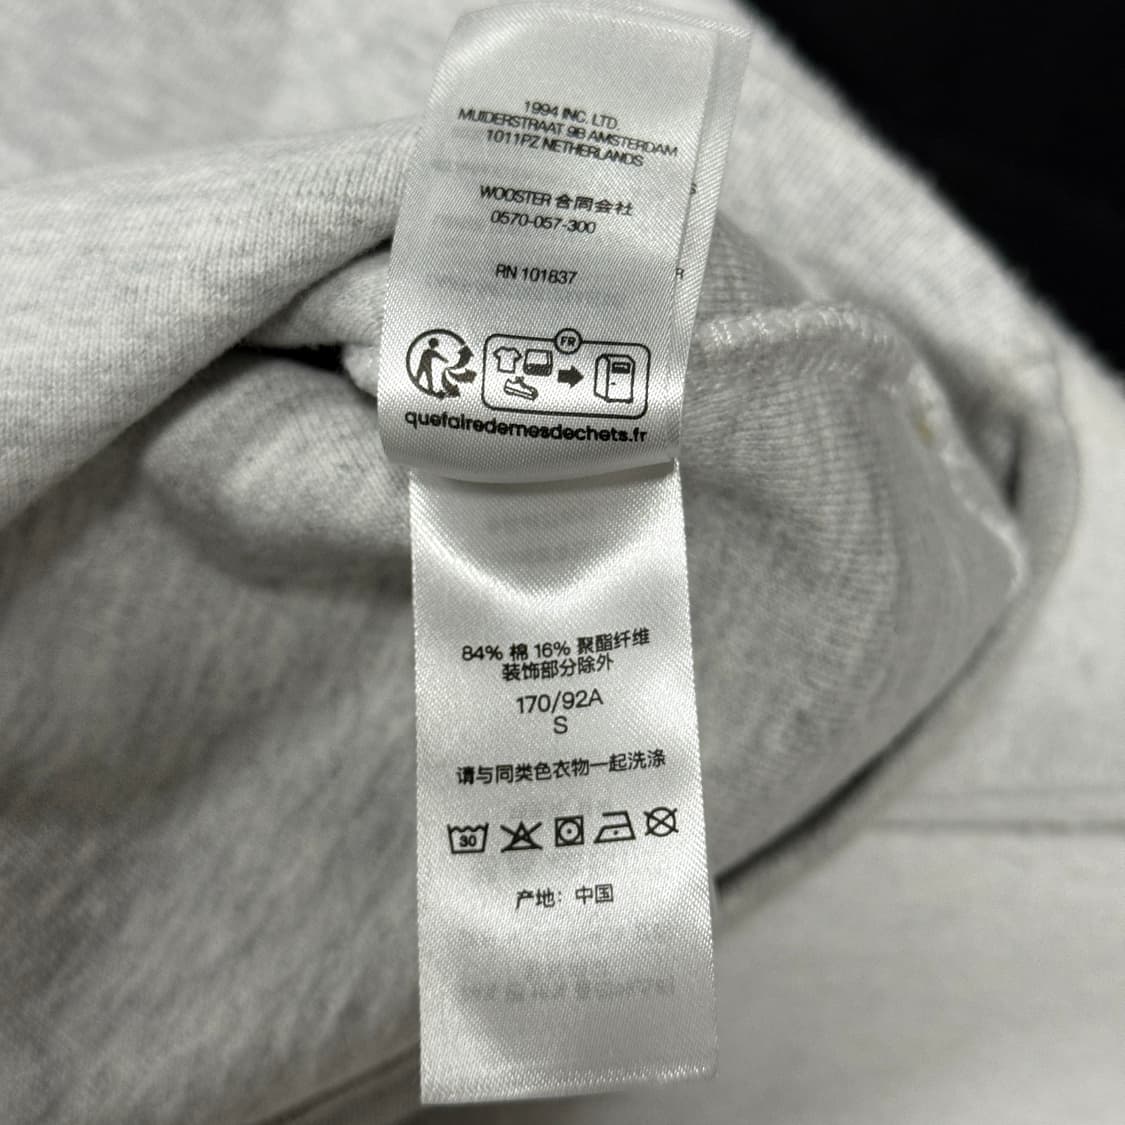 1994 INC. LTD.
MUIDERSTRAAT 9B AMSTERDAM
1011PZ NETHERLANDS
WOOSTER 合同会社
0570-057-300
RN 101837
FR
quefairedemesdechets.fr
84% 棉 16% 聚酯纤维
装饰部分除外
170/92A
S
请与同类色衣物一起洗涤
30
产地：中国